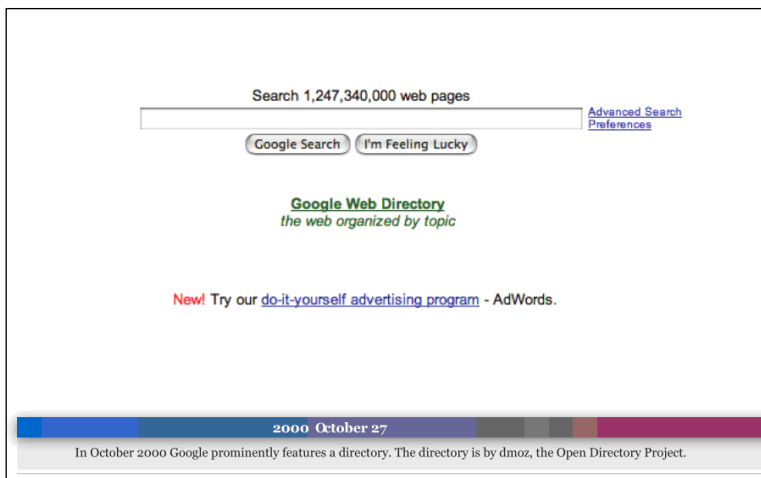 Search 1,247,340,000 web pages
Advanced Search
Preferences
Google Search I'm Feeling Lucky
Google Web Directory
the web organized by topic
New! Try our do-it-yourself advertising program - AdWords.
2000 October 27
In October 2000 Google prominently features a directory. The directory is by dmoz, the Open Directory Project.